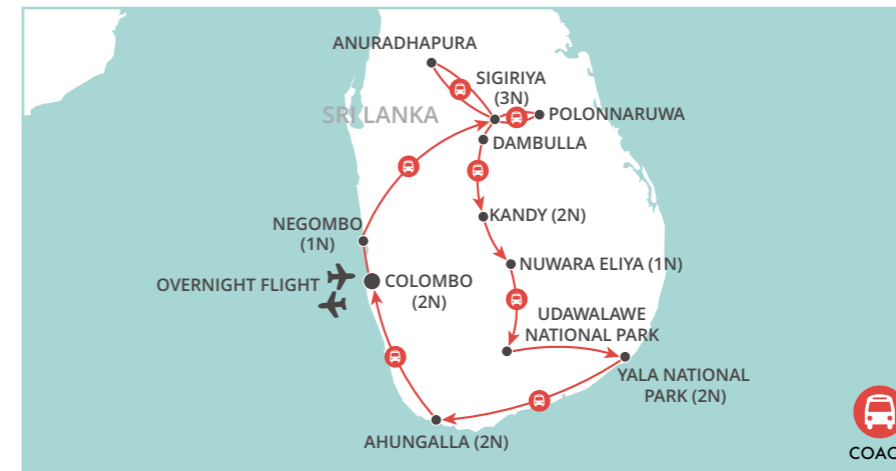 ANURADHAPURA
SIGIRIYA
(3N)
SRI LANKA
POLONNARUWA
DAMBULLA
KANDY (2N)
NEGOMBO
(1N)
NUWARA ELIYA (1N)
OVERNIGHT FLIGHT
COLOMBO
(2N)
UDAWALAWE
NATIONAL PARK
YALA NATIONAL
PARK (2N)
AHUNGALLA (2N)